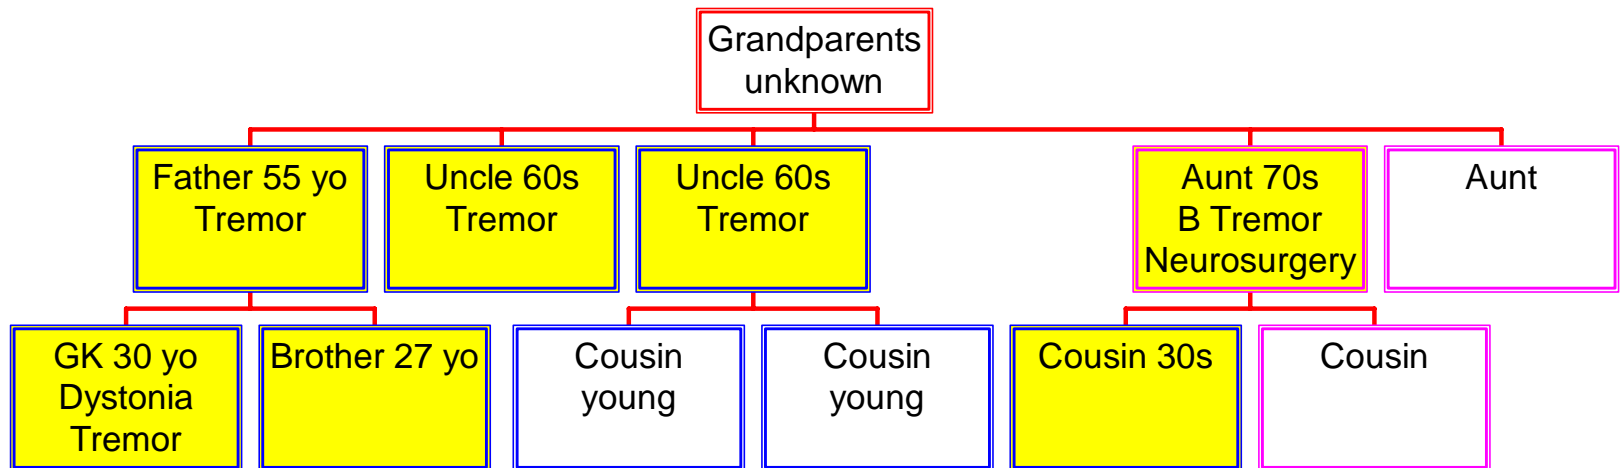 Grandparents
unknown
Father 55 yo
Tremor
Uncle 60s
Tremor
Uncle 60s
Tremor
Aunt 70s
B Tremor
Neurosurgery
Aunt
GK 30 yo
Dystonia
Tremor
Brother 27 yo
Cousin
young
Cousin
young
Cousin 30s
Cousin